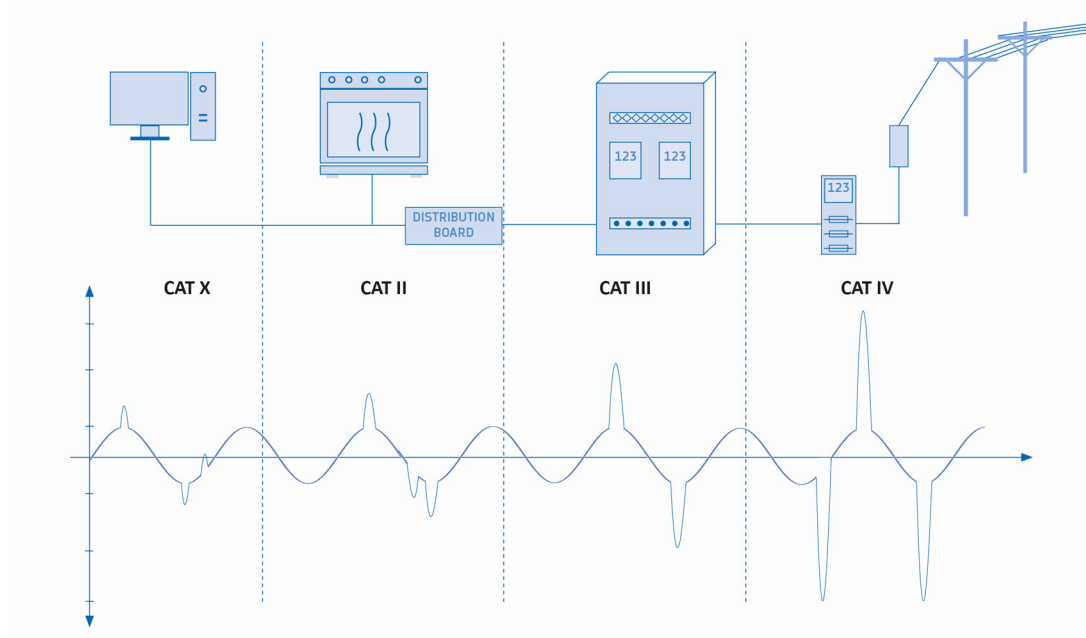 123 123
123
DISTRIBUTION
BOARD
CAT X
CAT II
CAT III
CAT IV